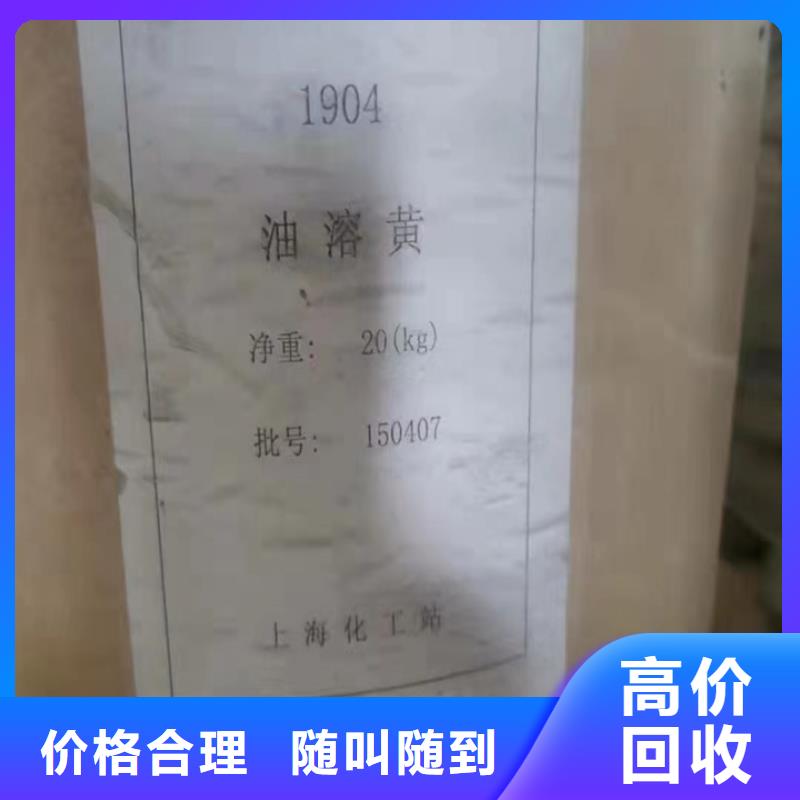 1904
油溶黄
净重: 20(kg)
批号: 150407
上海化工站
高价
回收
价格合理 随叫随到